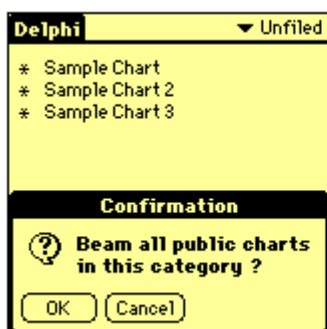 Delphi Unfiled
* Sample Chart
* Sample Chart 2
* Sample Chart 3
Confirmation
Beam all public charts
in this category ?
OK Cancel